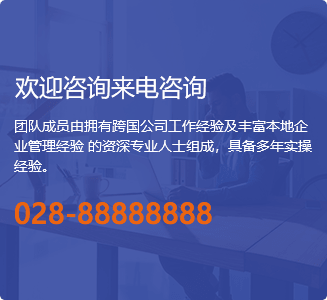 欢迎咨询来电咨询
团队成员由拥有跨国公司工作经验及丰富本地企
业管理经验 的资深专业人士组成，具备多年实操
经验。
028-88888888